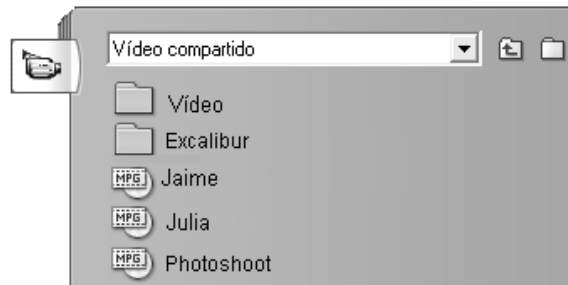 Vídeo compartido
Vídeo
Excalibur
MPG Jaime
MPG Julia
MPG Photoshoot